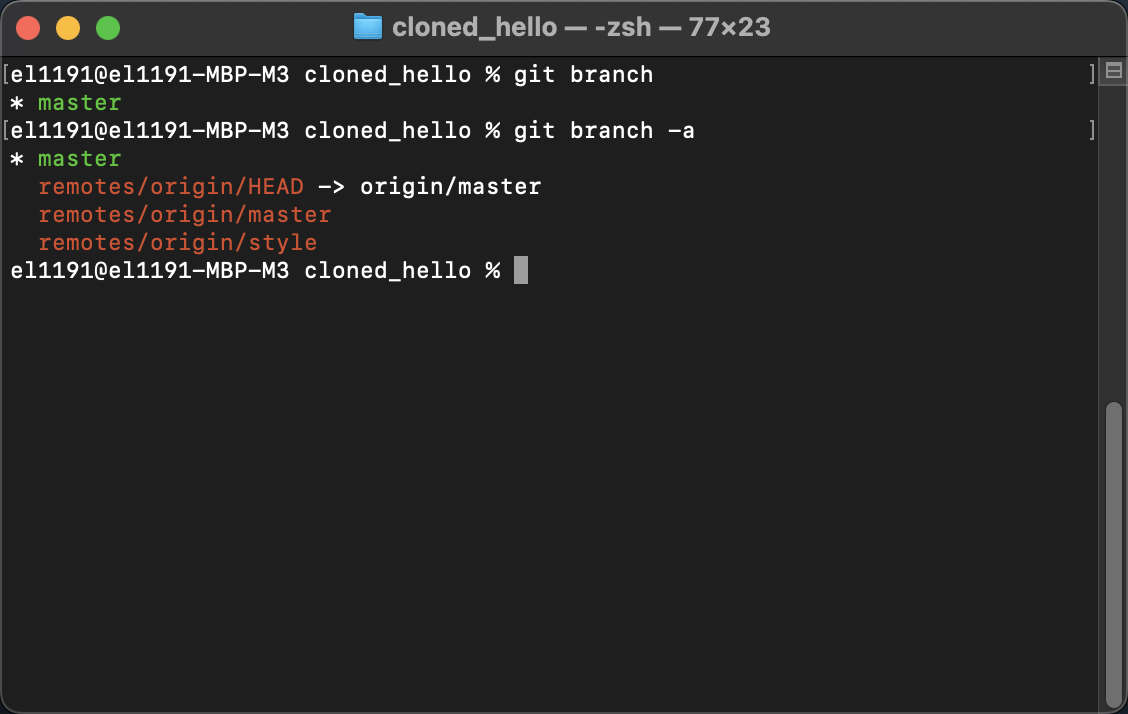 cloned_hello — -zsh — 77×23
[el1191@el1191-MBP-M3 cloned_hello % git branch ]
* master
[el1191@el1191-MBP-M3 cloned_hello % git branch -a ]
* master
  remotes/origin/HEAD -> origin/master
  remotes/origin/master
  remotes/origin/style
el1191@el1191-MBP-M3 cloned_hello %